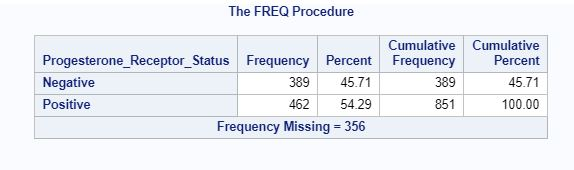 The FREQ Procedure
Cumulative Cumulative
Progesterone_Receptor_Status Frequency Percent Frequency Percent
Negative 389 45.71 389 45.71
Positive 462 54.29 851 100.00
Frequency Missing = 356